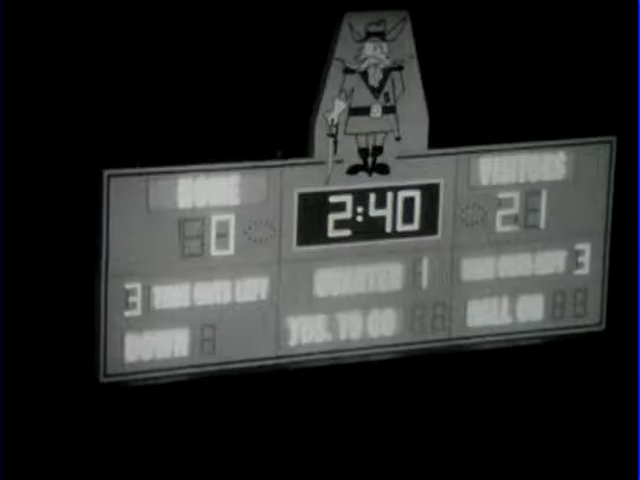 HOME
VISITORS
0
2:40
21
3 TIME OUTS LEFT
QUARTER 1
TIME OUTS LEFT 3
DOWN
YDS. TO GO
BALL ON